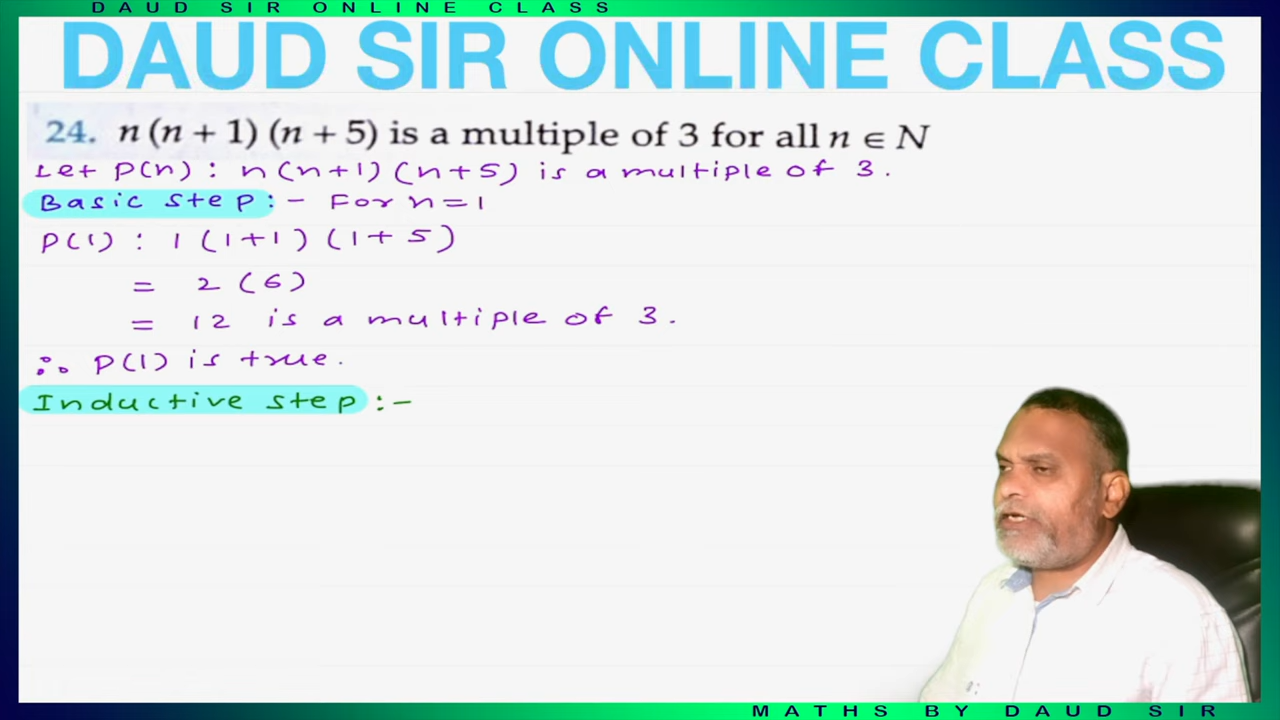 DAUD SIR ONLINE CLASS
DAUD SIR ONLINE CLASS
24. n (n + 1) (n + 5) is a multiple of 3 for all n ∈ N
Let P(n) : n(n+1)(n+5) is a multiple of 3.
Basic step :- For n=1
P(1) : 1(1+1)(1+5)
= 2(6)
= 12 is a multiple of 3.
∴ P(1) is true.
Inductive step :-
MATHS BY DAUD SIR